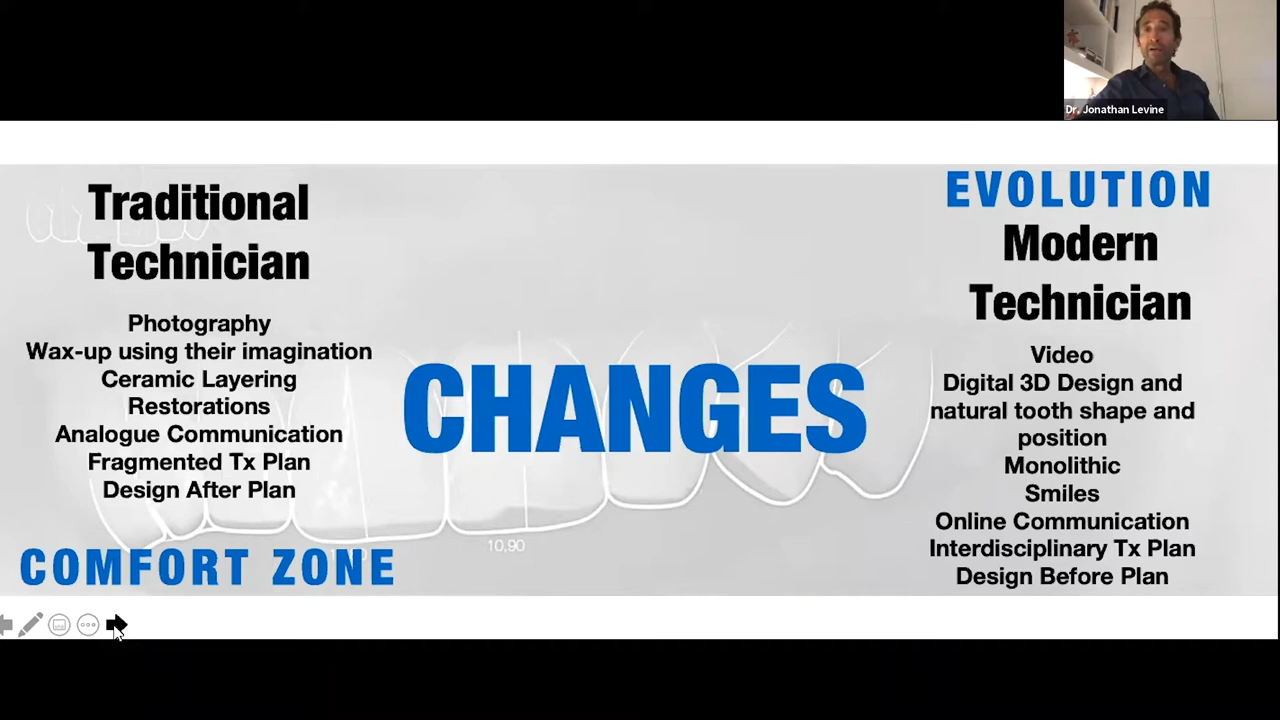 Dr. Jonathan Levine
Traditional
Technician
Photography
Wax-up using their imagination
Ceramic Layering
Restorations
Analogue Communication
Fragmented Tx Plan
Design After Plan
COMFORT ZONE
CHANGES
10,90
EVOLUTION
Modern
Technician
Video
Digital 3D Design and
natural tooth shape and
position
Monolithic
Smiles
Online Communication
Interdisciplinary Tx Plan
Design Before Plan